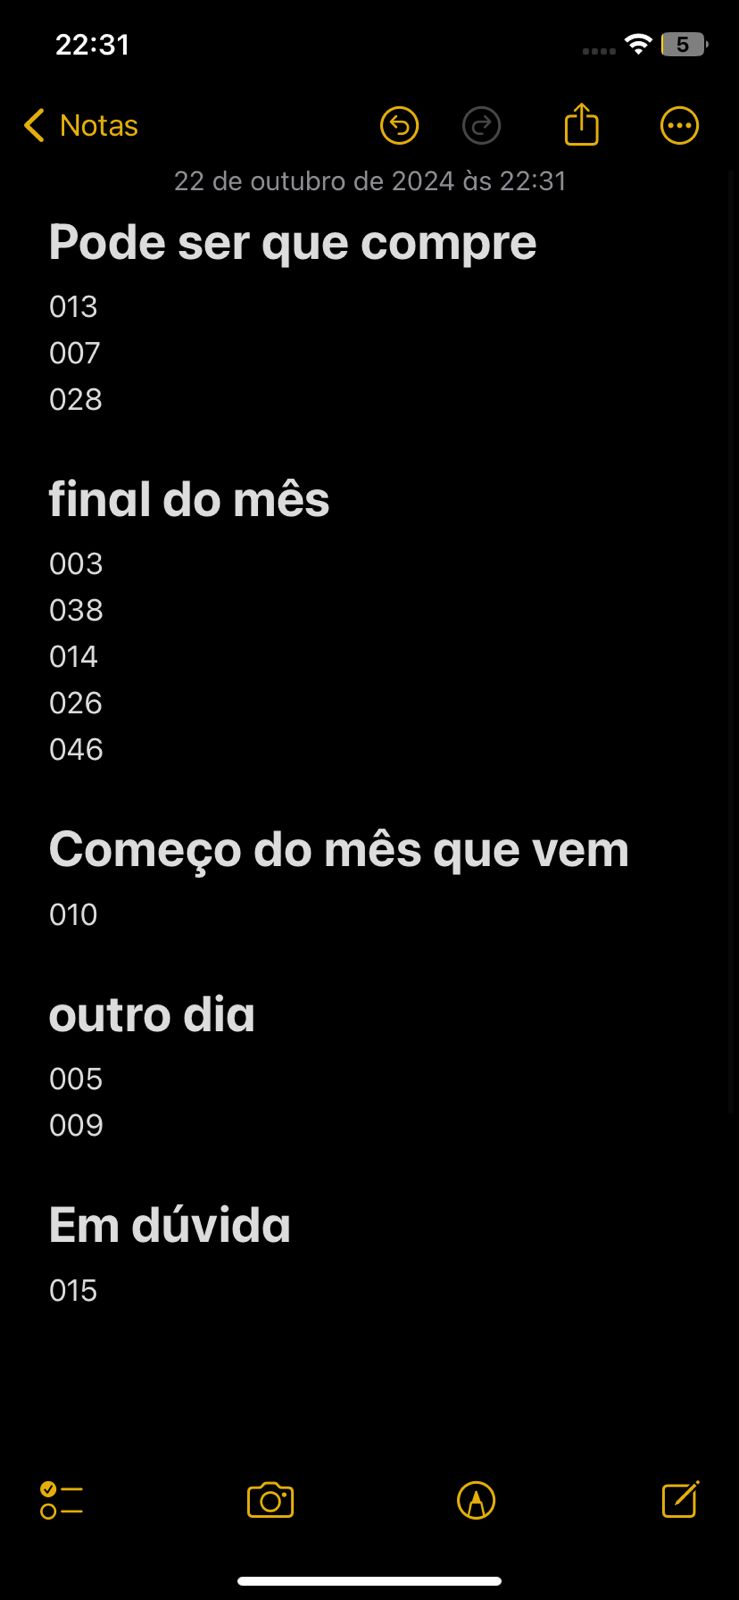 22:31
5
Notas
22 de outubro de 2024 às 22:31
Pode ser que compre
013
007
028
final do mês
003
038
014
026
046
Começo do mês que vem
010
outro dia
005
009
Em dúvida
015